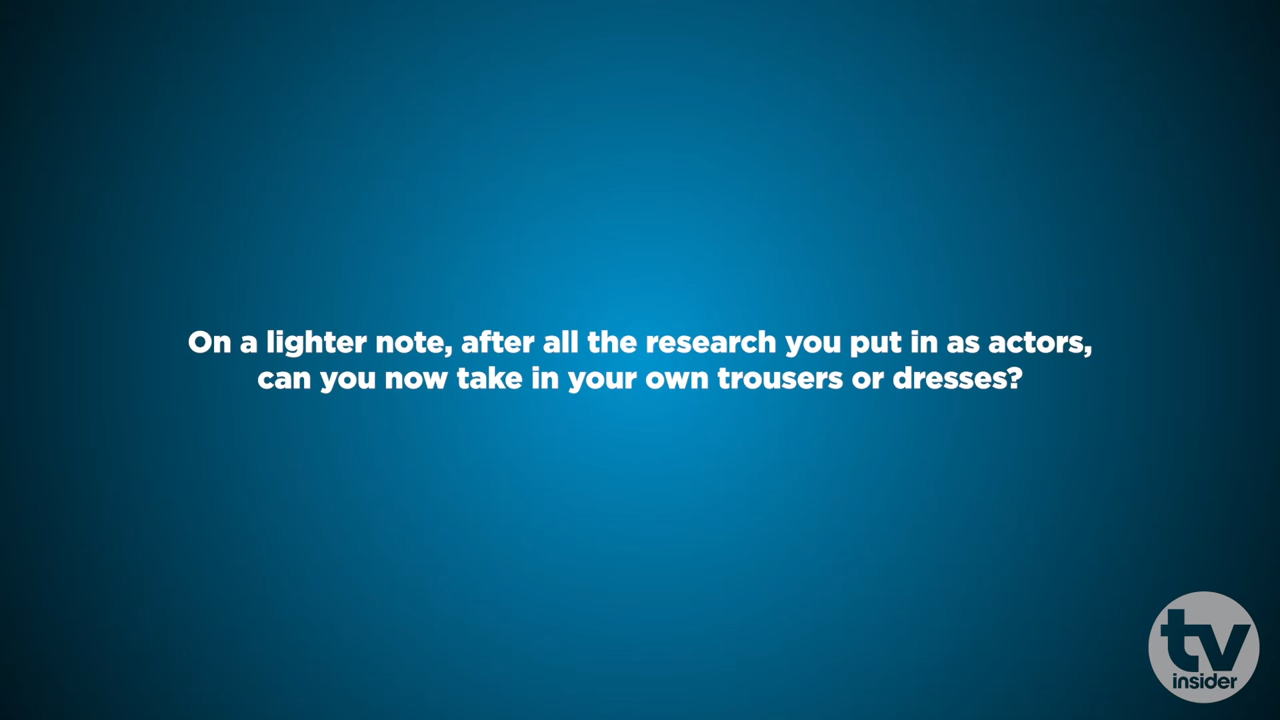 On a lighter note, after all the research you put in as actors,
can you now take in your own trousers or dresses?
tv
insider